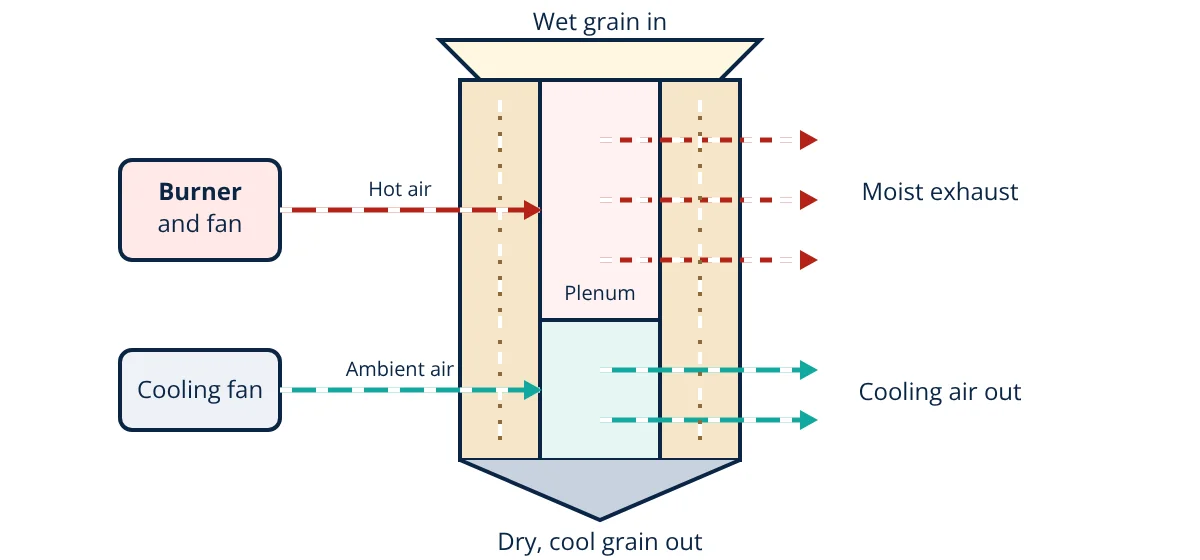 Wet grain in
Burner
and fan
Hot air
Moist exhaust
Plenum
Cooling fan
Ambient air
Cooling air out
Dry, cool grain out